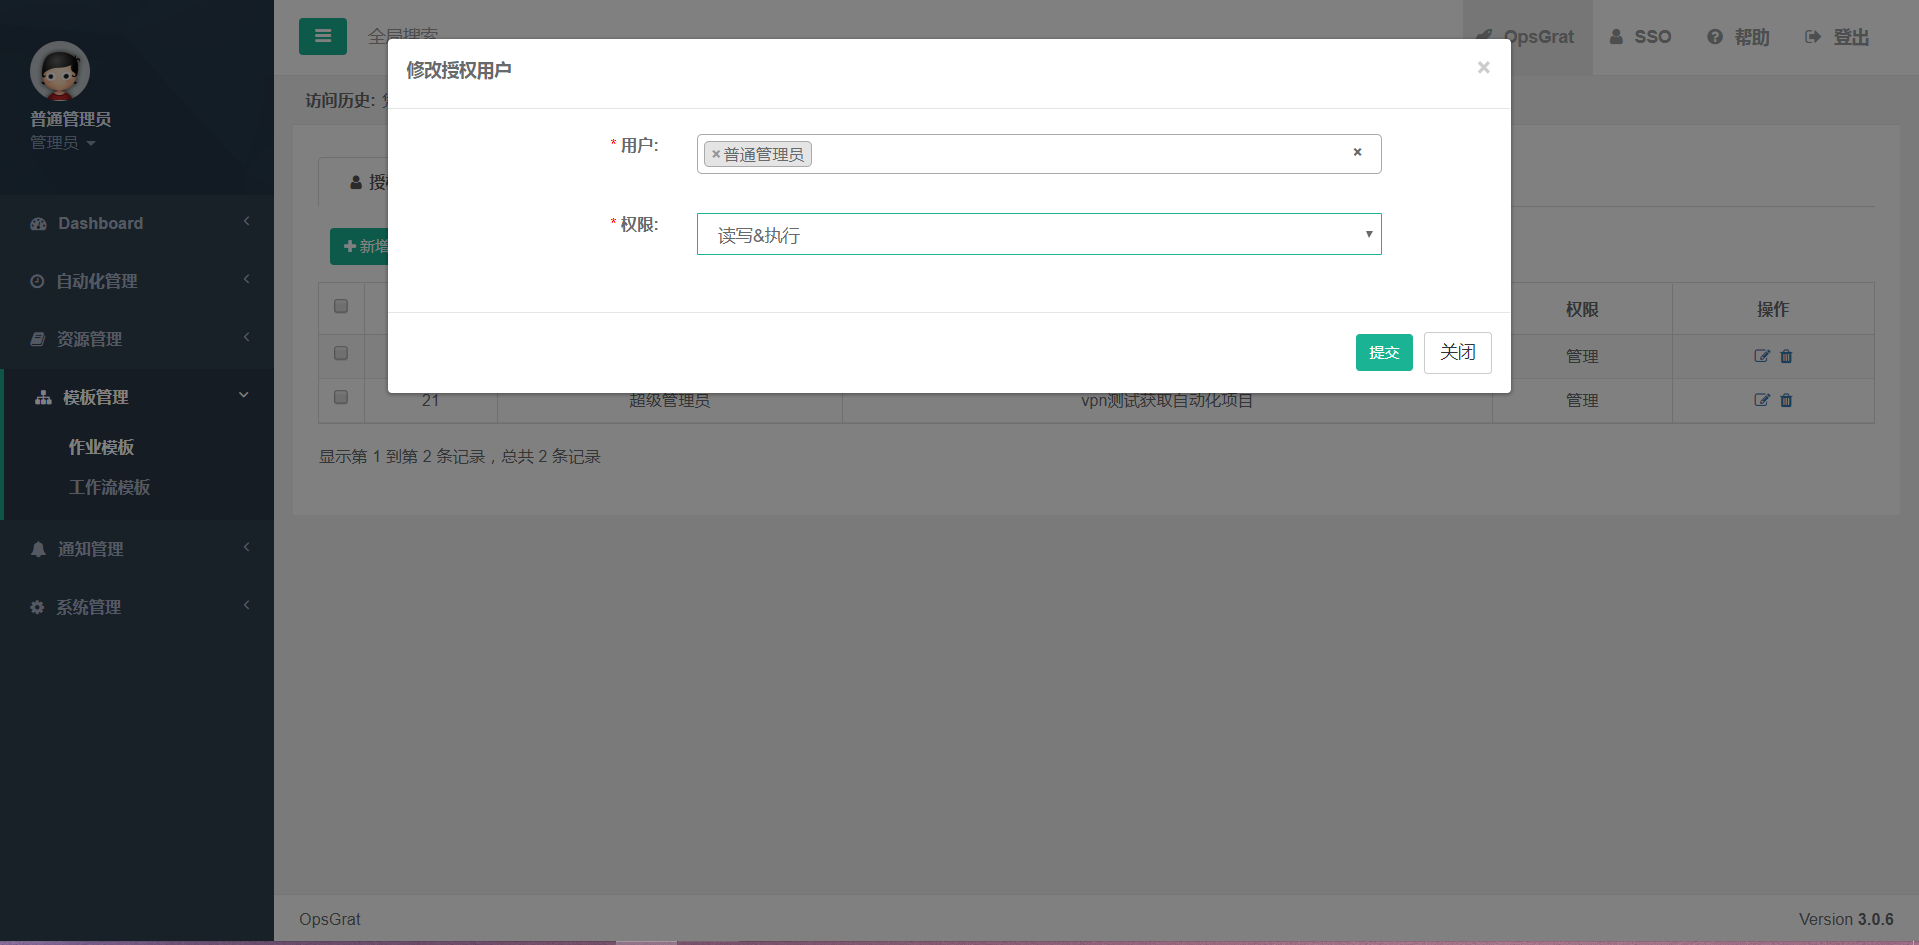 普通管理员
管理员
Dashboard
自动化管理
资源管理
模板管理
作业模板
工作流模板
通知管理
系统管理
全局搜索
OpsGrat
SSO
帮助
登出
访问历史:
修改授权用户
×
* 用户:
×普通管理员
×
* 权限:
读写&执行
提交
关闭
新增
权限
操作
管理
21
超级管理员
vpn测试获取自动化项目
管理
显示第 1 到第 2 条记录，总共 2 条记录
OpsGrat
Version 3.0.6